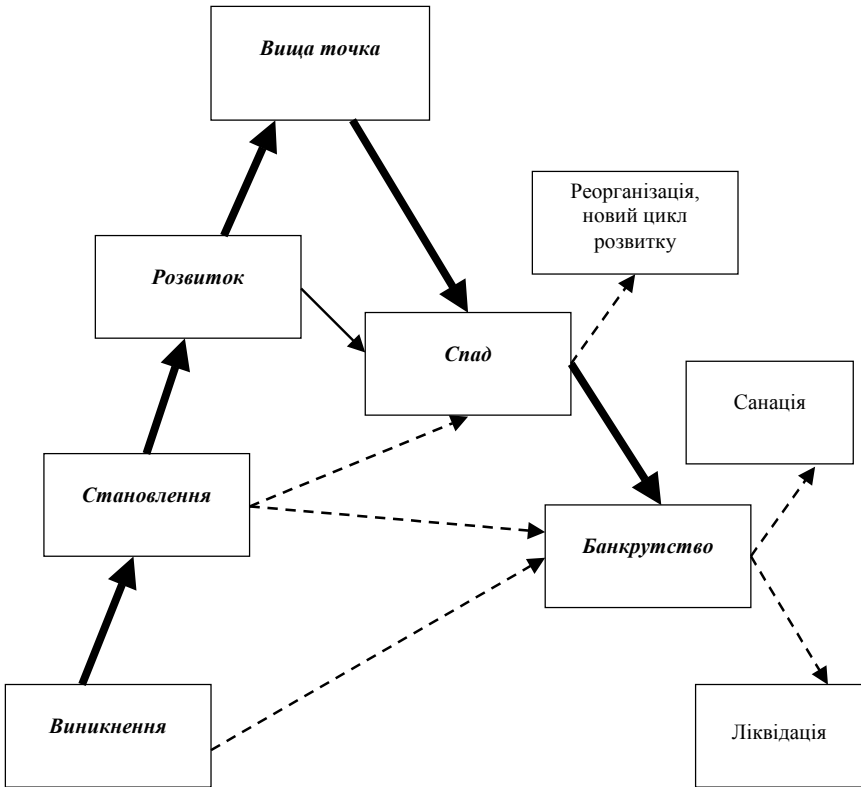 Вища точка
Реорганізація,
новий цикл
розвитку
Розвиток
Спад
Санація
Становлення
Банкрутство
Виникнення
Ліквідація